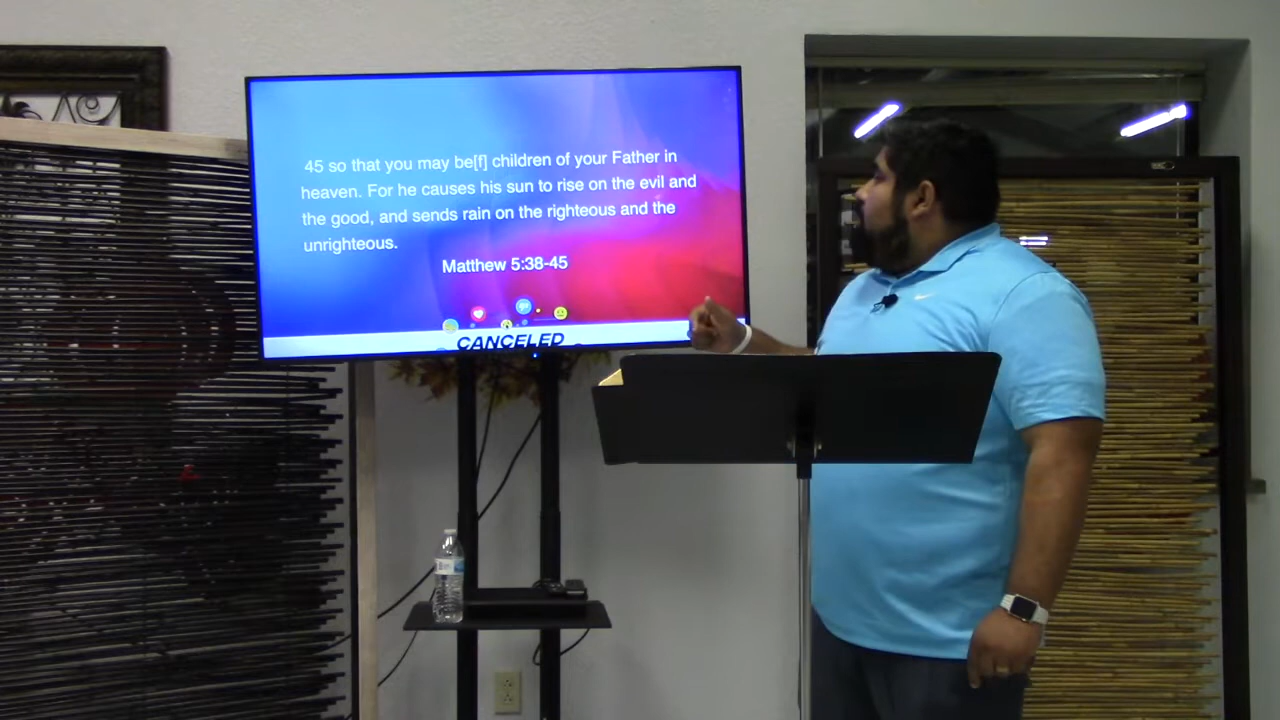 45 so that you may be[f] children of your Father in
heaven. For he causes his sun to rise on the evil and
the good, and sends rain on the righteous and the
unrighteous.
Matthew 5:38-45
CANCELED